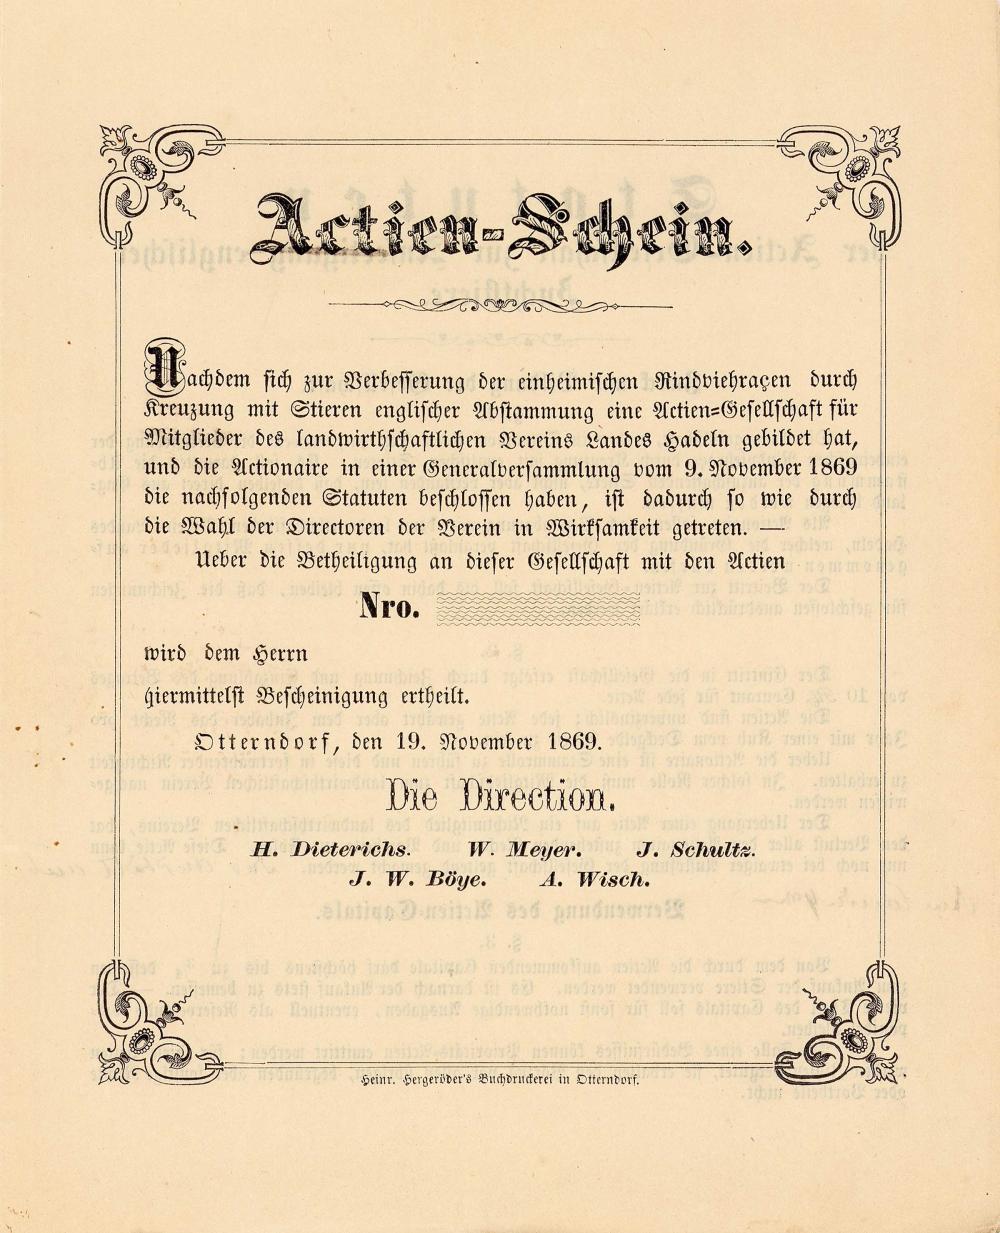 Actien-Schein.
Nachdem sich zur Verbesserung der einheimischen Rindviehraçen durch
Kreuzung mit Stieren englischer Abstammung eine Actien=Gesellschaft für
Mitglieder des landwirthschaftlichen Vereins Landes Hadeln gebildet hat,
und die Actionaire in einer Generalversammlung vom 9. November 1869
die nachfolgenden Statuten beschlossen haben, ist dadurch so wie durch
die Wahl der Directoren der Verein in Wirksamkeit getreten. —
Ueber die Betheiligung an dieser Gesellschaft mit den Actien
Nro.
wird dem Herrn
hiermittelst Bescheinigung ertheilt.
Otterndorf, den 19. November 1869.
Die Direction.
H. Dieterichs. W. Meyer. J. Schultz.
J. W. Böye. A. Wisch.
Heinr. Hergeröder's Buchdruckerei in Otterndorf.